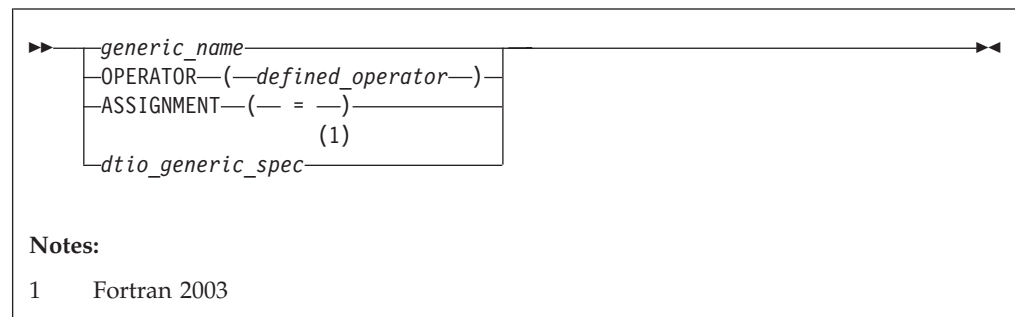 generic_name
OPERATOR ( defined_operator )
ASSIGNMENT ( = )
(1)
dtio_generic_spec
Notes:
1 Fortran 2003